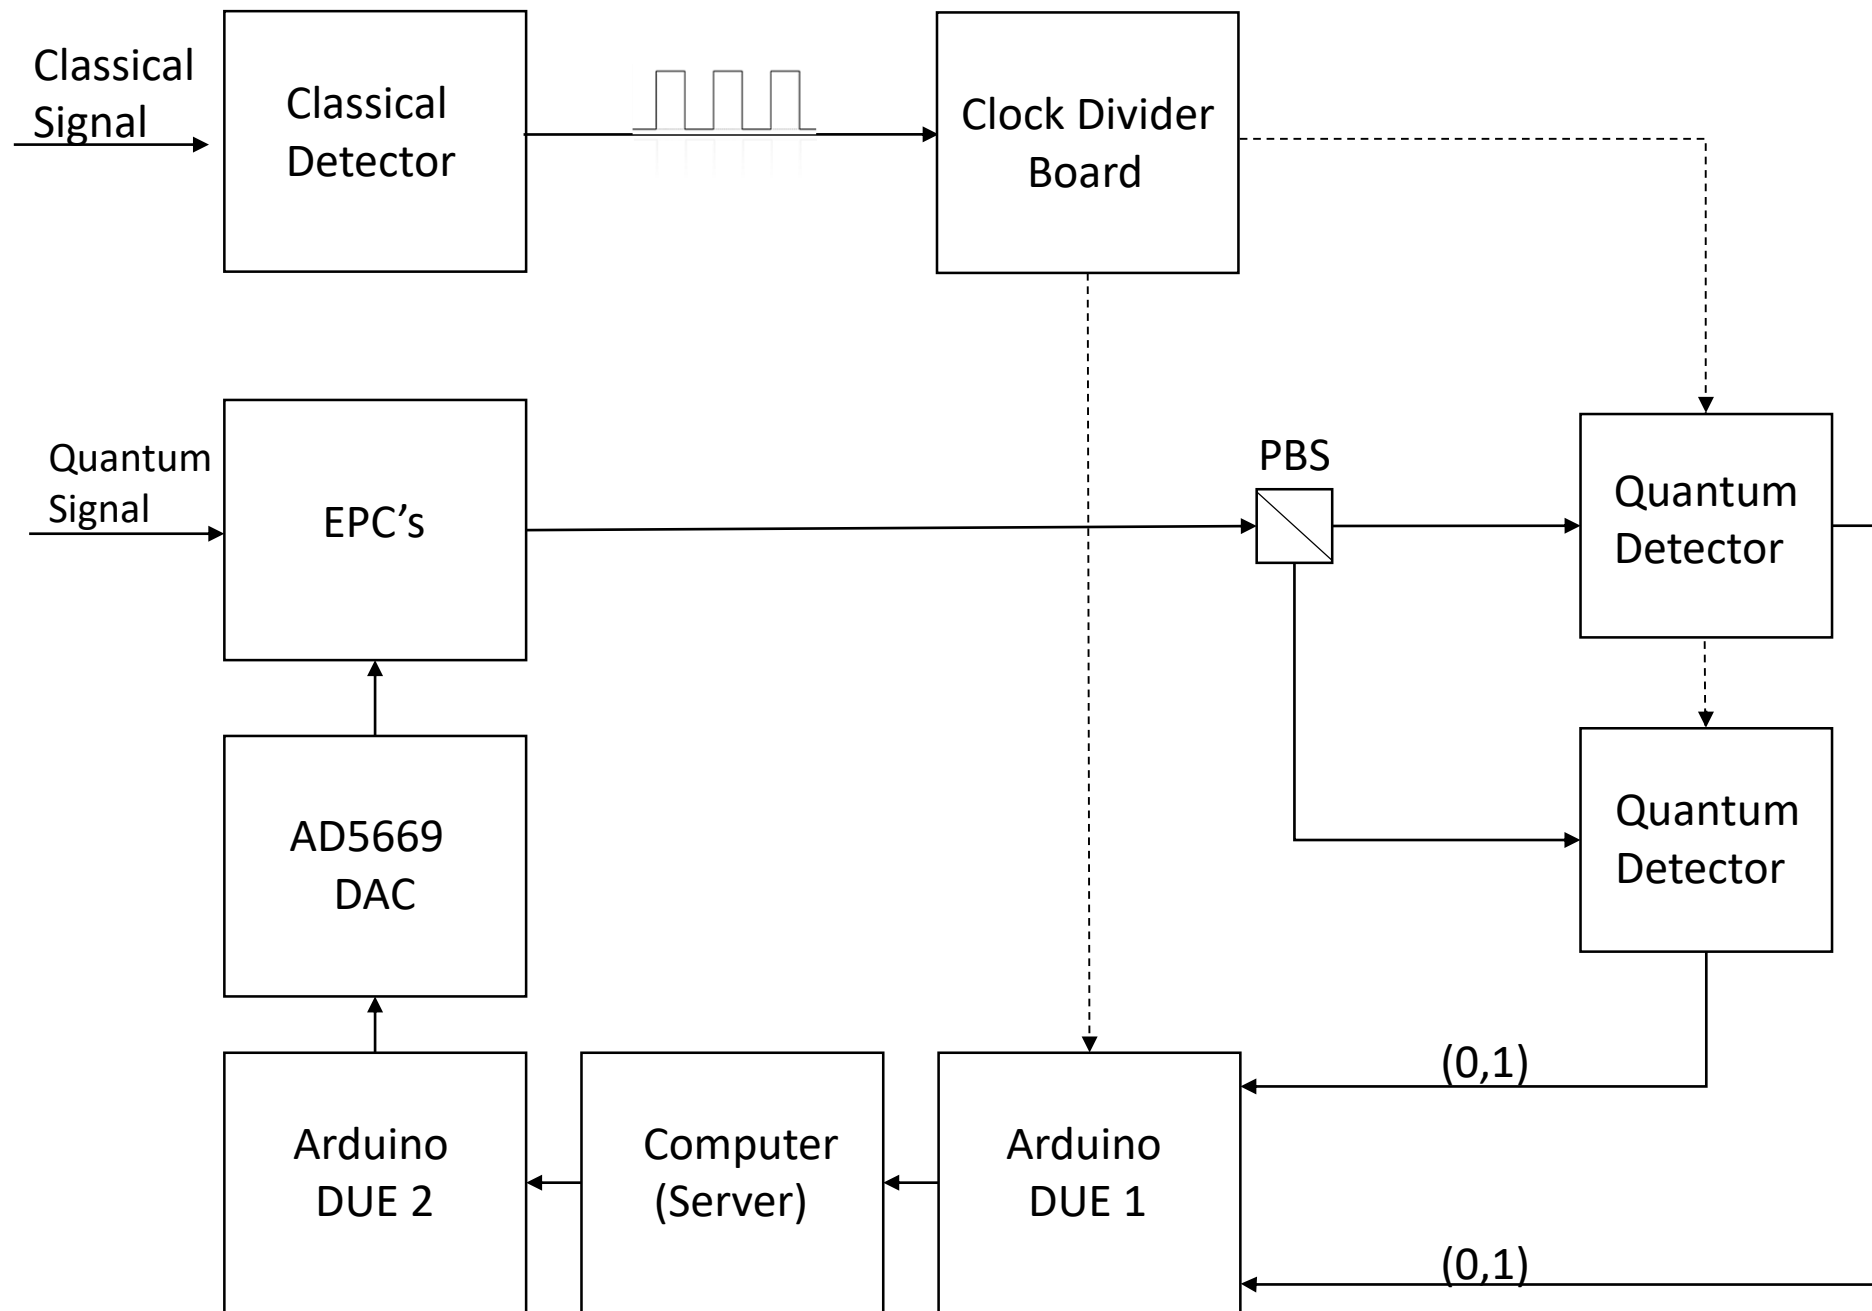 Classical
Signal
Classical
Detector
Clock Divider
Board
Quantum
Signal
EPC’s
PBS
Quantum
Detector
AD5669
DAC
Quantum
Detector
(0,1)
Arduino
DUE 2
Computer
(Server)
Arduino
DUE 1
(0,1)